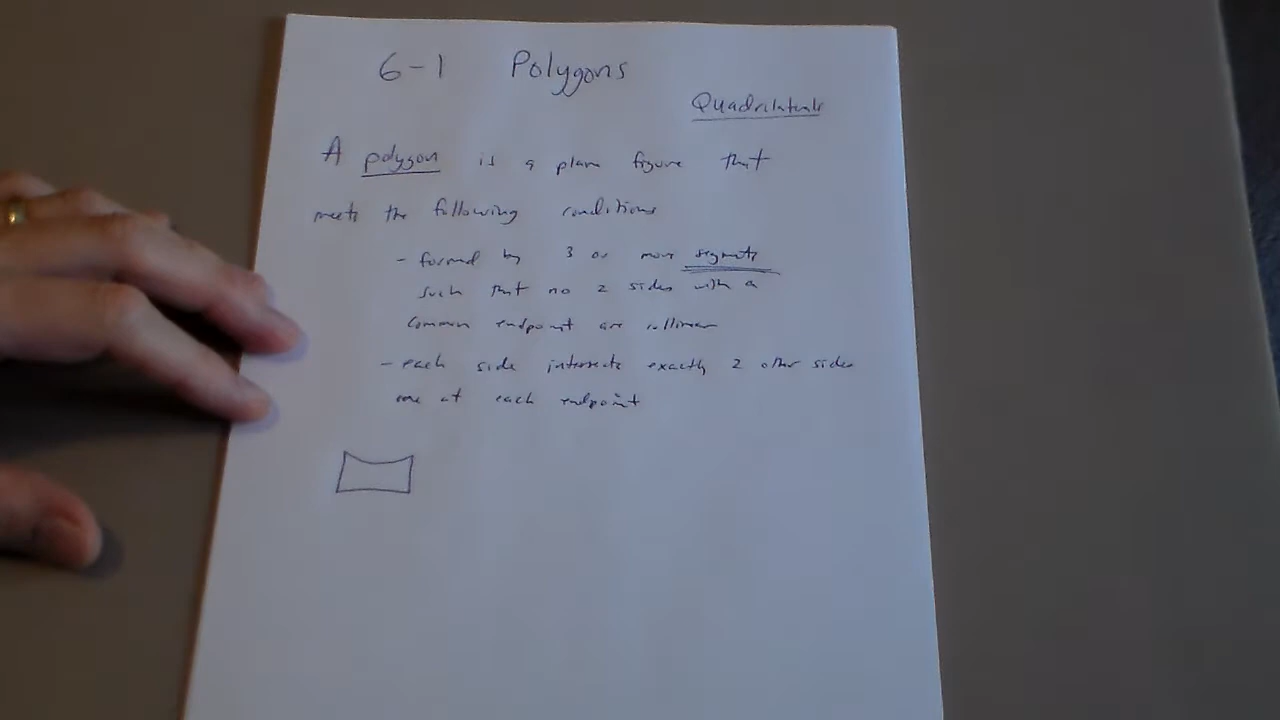 6-1 Polygons
Quadrilaterals
A polygon is a plane figure that
meets the following conditions
- formed by 3 or more segments
such that no 2 sides with a
common endpoint are collinear
- each side intersects exactly 2 other sides
one at each endpoint